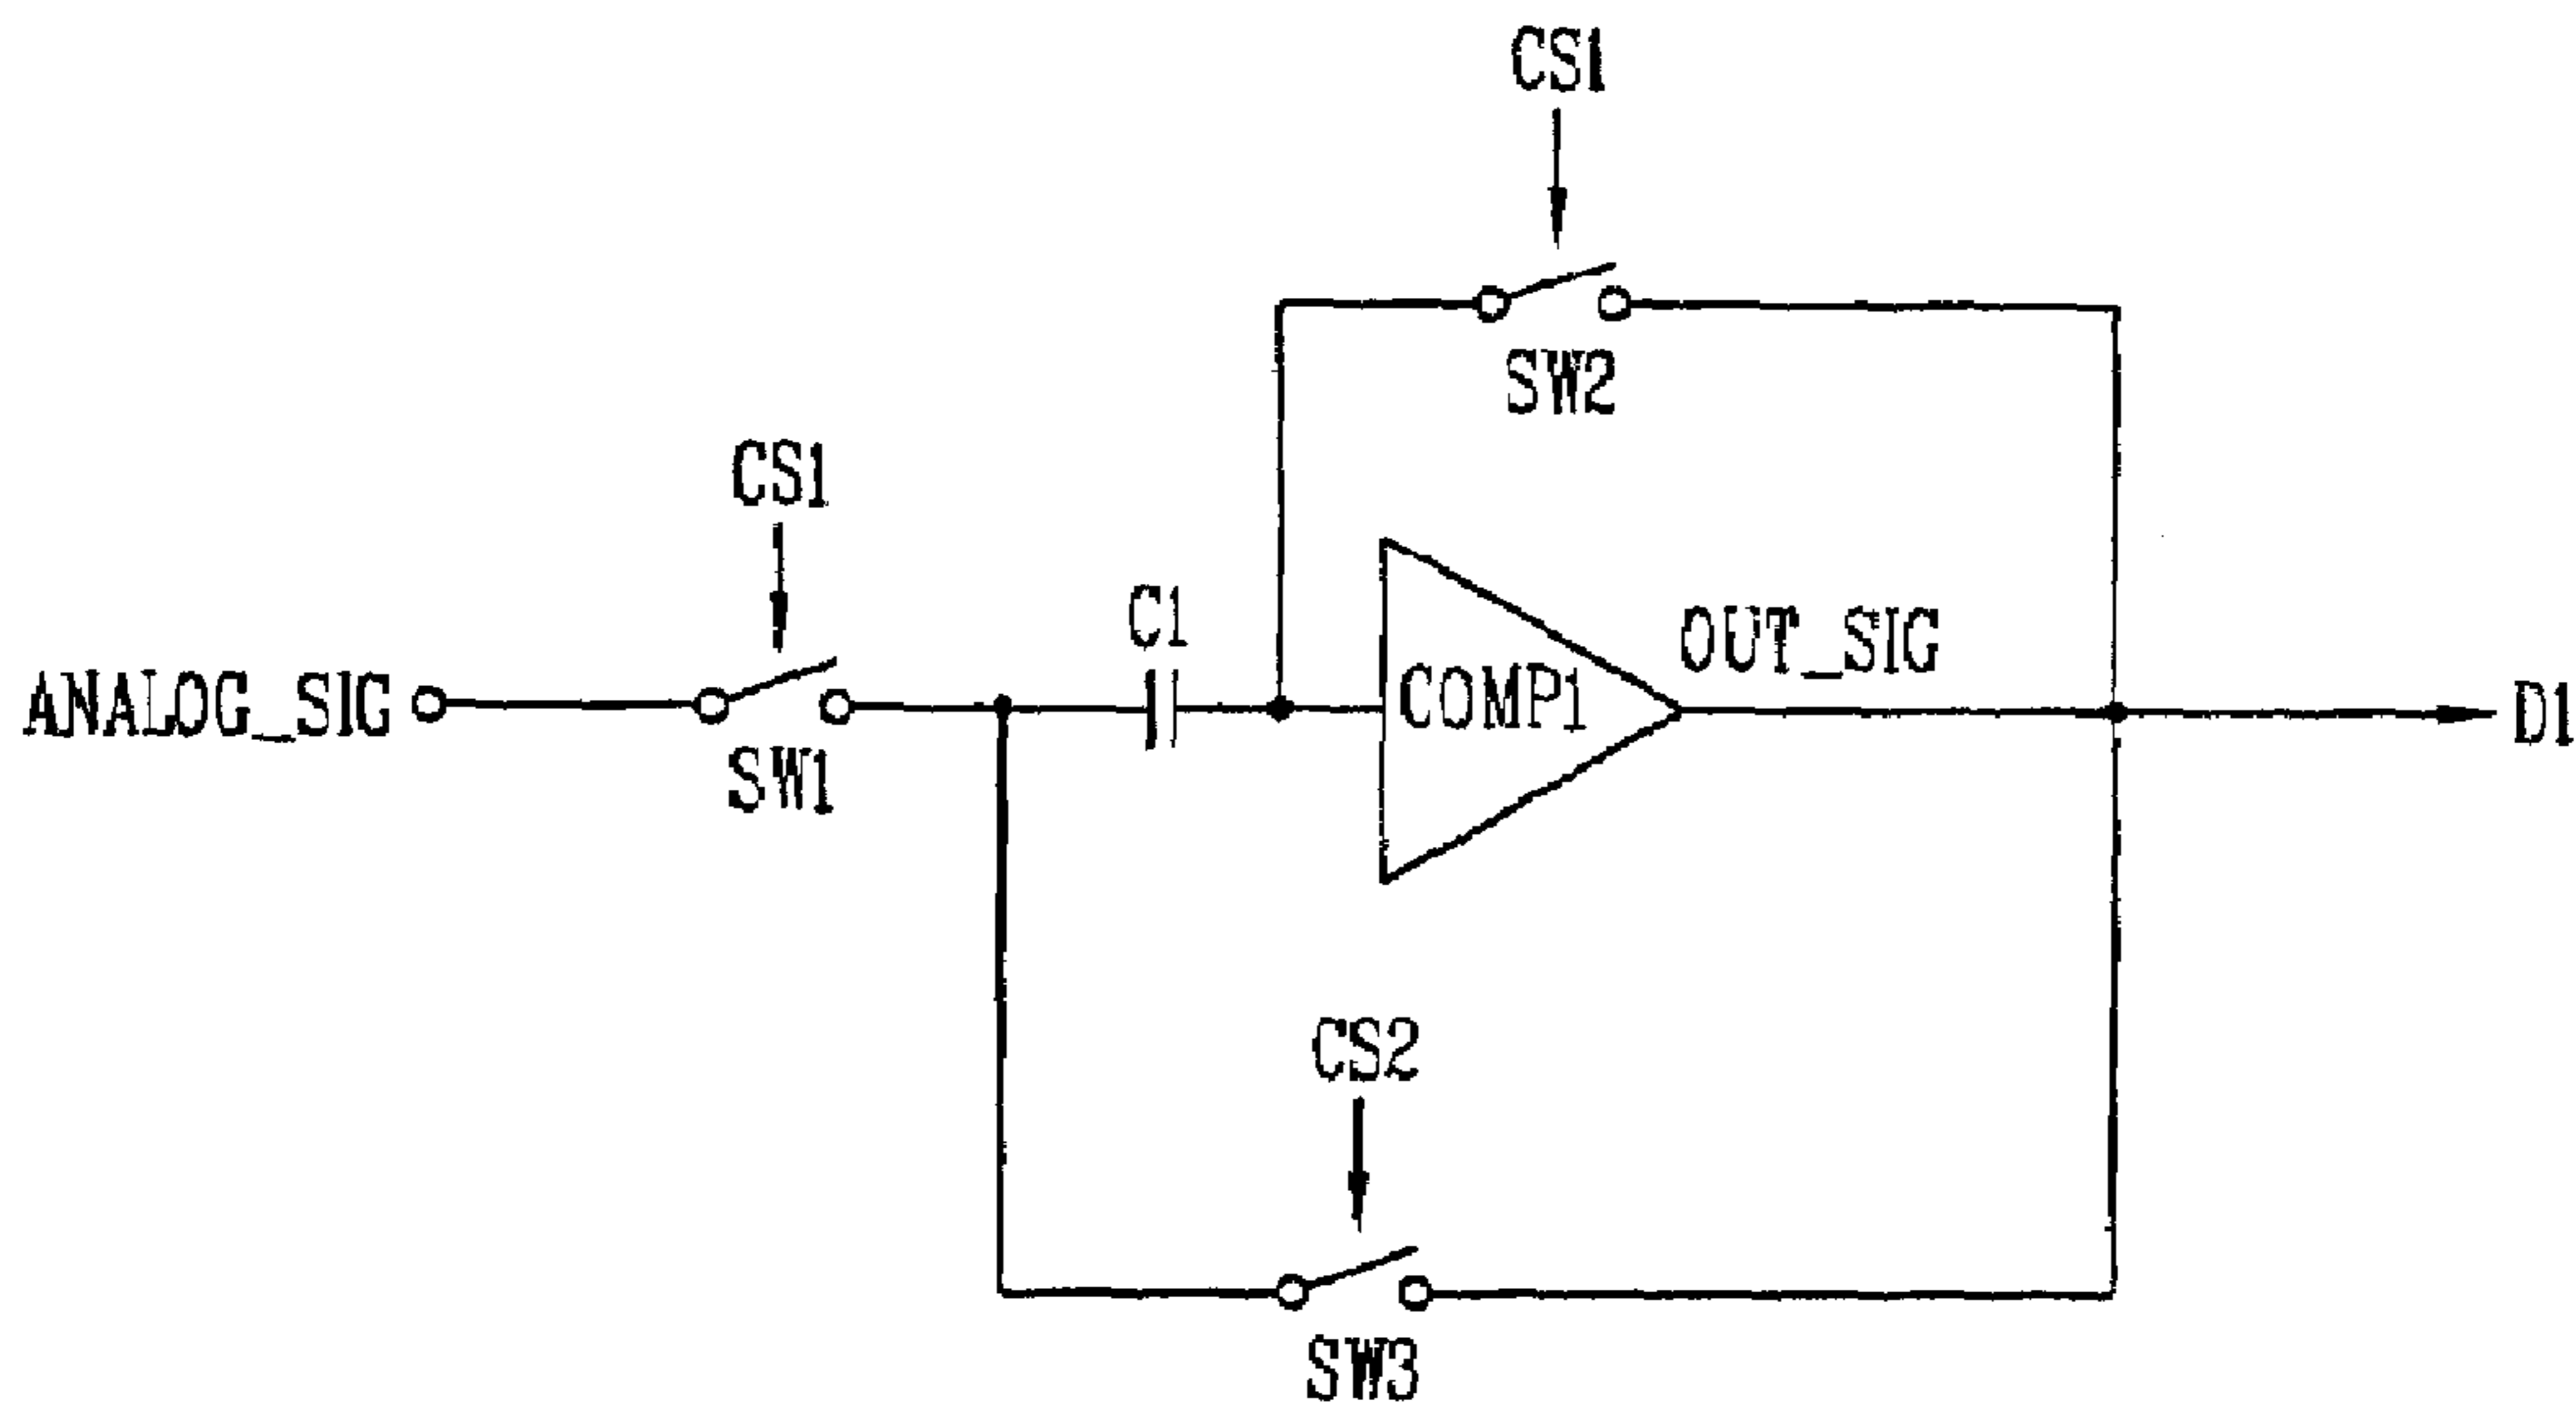 CS1
SW2
CS1
C1
OUT_SIG
ANALOG_SIG
COMP1
D1
SW1
CS2
SW3